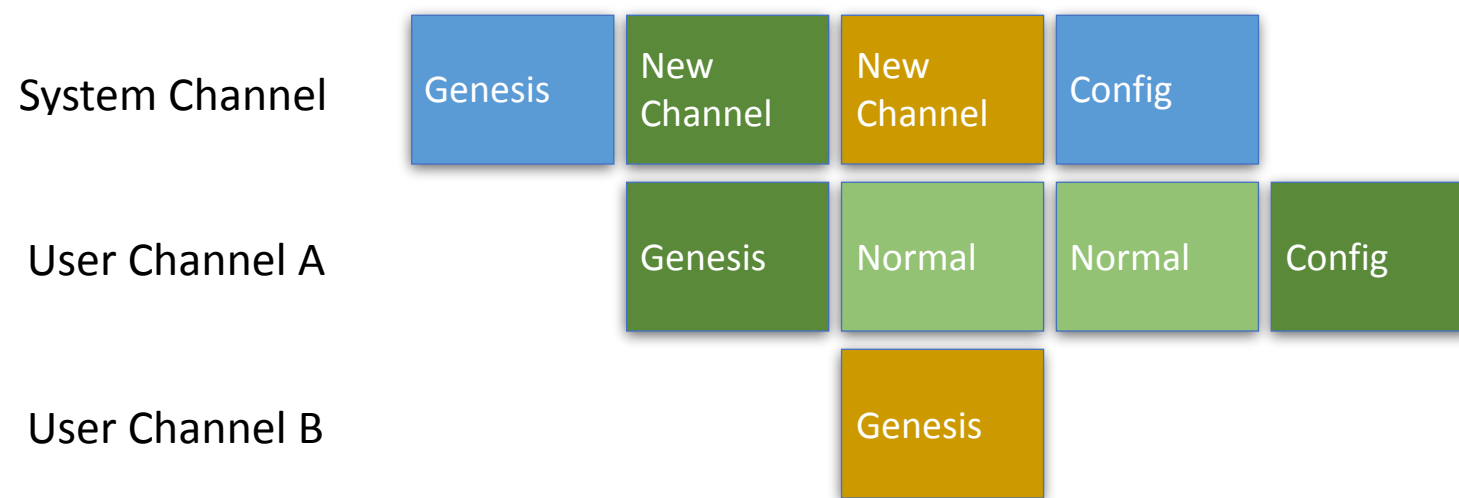 System Channel
Genesis
New
Channel
New
Channel
Config
User Channel A
Genesis
Normal
Normal
Config
User Channel B
Genesis